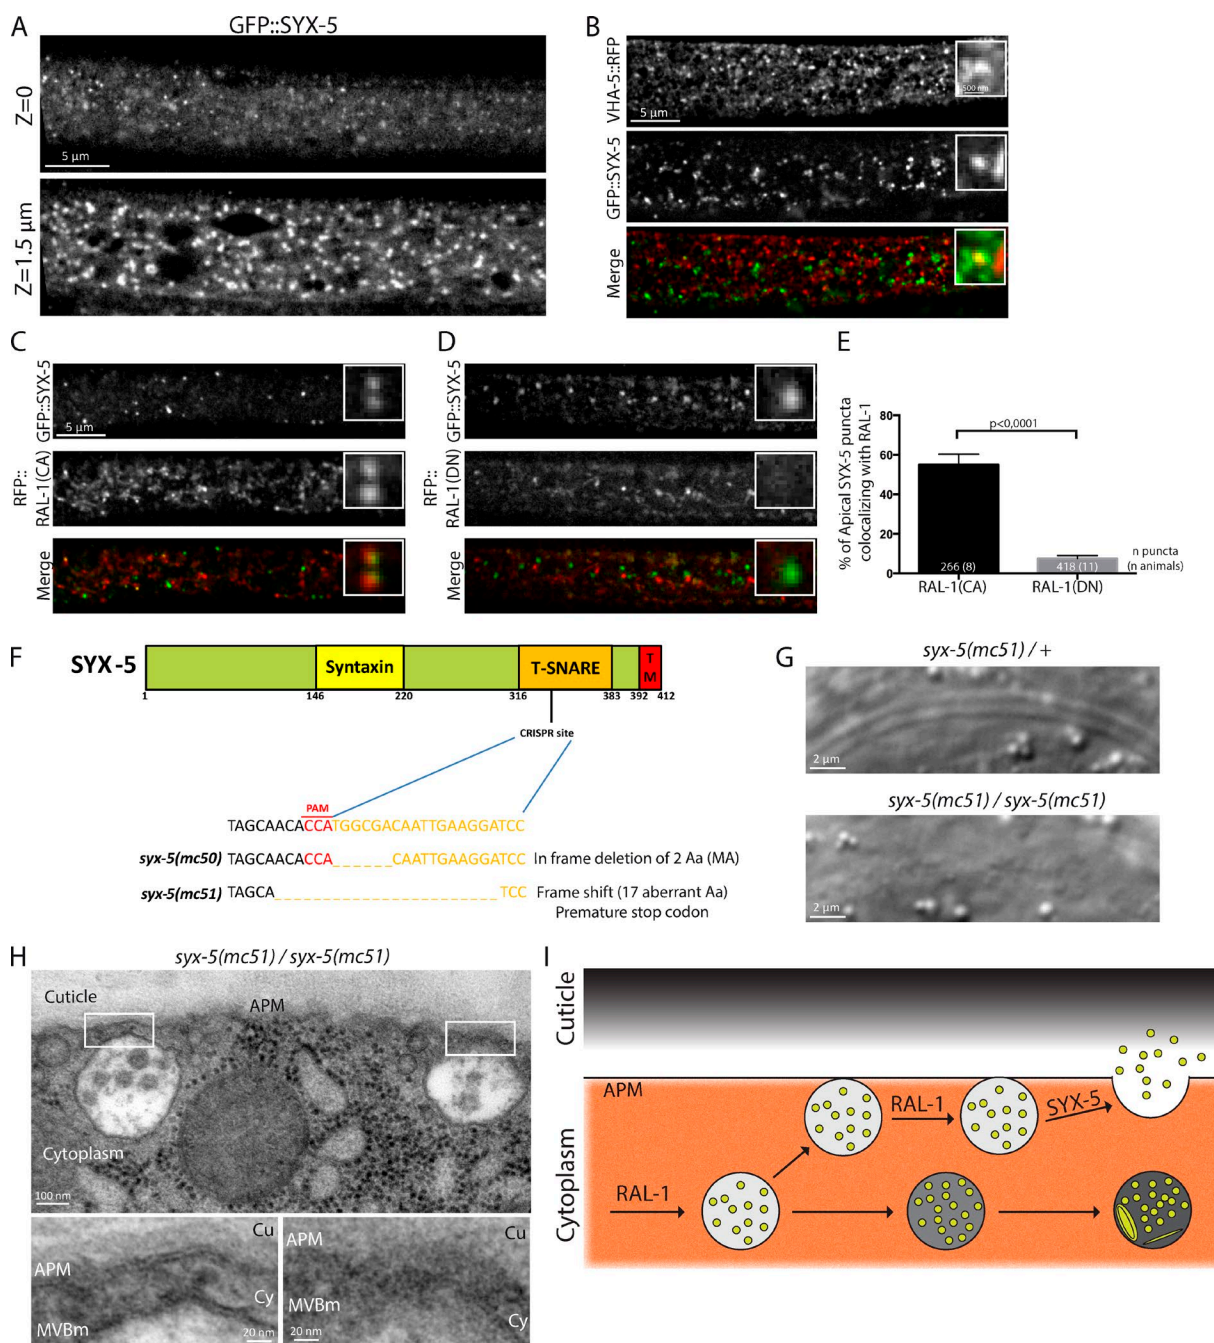 A
GFP::SYX-5
Z=0
5 µm
Z=1.5 µm
B
VHA-5::RFP
500 nm
5 µm
GFP::SYX-5
Merge
C
GFP::SYX-5
5 µm
RFP::
RAL-1(CA)
Merge
D
GFP::SYX-5
RFP::
RAL-1(DN)
Merge
E
% of Apical SYX-5 puncta
colocalizing with RAL-1
80
60
40
20
0
p<0,0001
266 (8)
418 (11)
n puncta
(n animals)
RAL-1(CA)
RAL-1(DN)
F
SYX-5
Syntaxin
T-SNARE
T
M
1
146
220
316
383
392
412
CRISPR site
PAM
TAGCAACACCATGGCGACAATTGAAGGATCC
syx-5(mc50) TAGCAACACCA_ _ _ _ _ _CAATTGAAGGATCC In frame deletion of 2 Aa (MA)
syx-5(mc51) TAGCA_ _ _ _ _ _ _ _ _ _ _ _ _ _ _ _ _ _ _ _ _ _ _TCC Frame shift (17 aberrant Aa)
Premature stop codon
G
syx-5(mc51) / +
2 µm
syx-5(mc51) / syx-5(mc51)
2 µm
H
syx-5(mc51) / syx-5(mc51)
Cuticle
APM
Cytoplasm
100 nm
Cu
APM
Cy
MVBm
20 nm
APM
Cu
MVBm
Cy
20 nm
I
Cuticle
Cytoplasm
APM
RAL-1
SYX-5
RAL-1